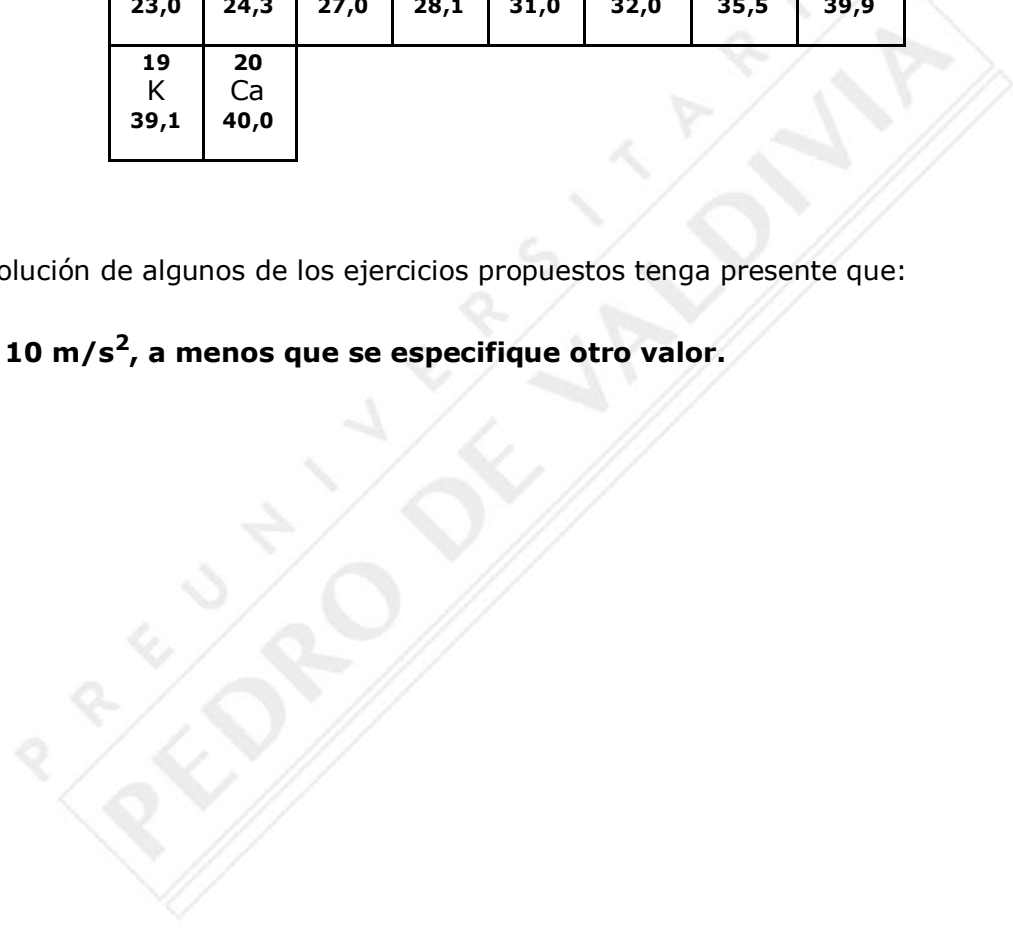 23,0 24,3 27,0 28,1 31,0 32,0 35,5 39,9
19 20
K Ca
39,1 40,0
olución de algunos de los ejercicios propuestos tenga presente que:
10 m/s², a menos que se especifique otro valor.
PREUNIVERSITARI
PEDRO DE VALDIVIA